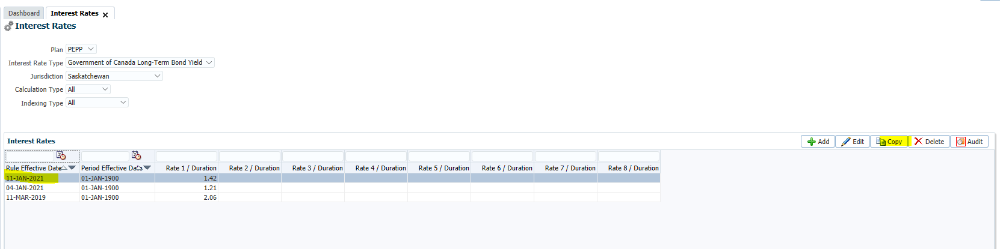 Dashboard Interest Rates
Interest Rates
Plan PEPP
Interest Rate Type Government of Canada Long-Term Bond Yield
Jurisdiction Saskatchewan
Calculation Type All
Indexing Type All
Interest Rates Add Edit Copy Delete Audit
Rule Effective Date Period Effective Date Rate 1 / Duration Rate 2 / Duration Rate 3 / Duration Rate 4 / Duration Rate 5 / Duration Rate 6 / Duration Rate 7 / Duration Rate 8 / Duration
11-JAN-2021 01-JAN-1900 1.42
04-JAN-2021 01-JAN-1900 1.21
11-MAR-2019 01-JAN-1900 2.06